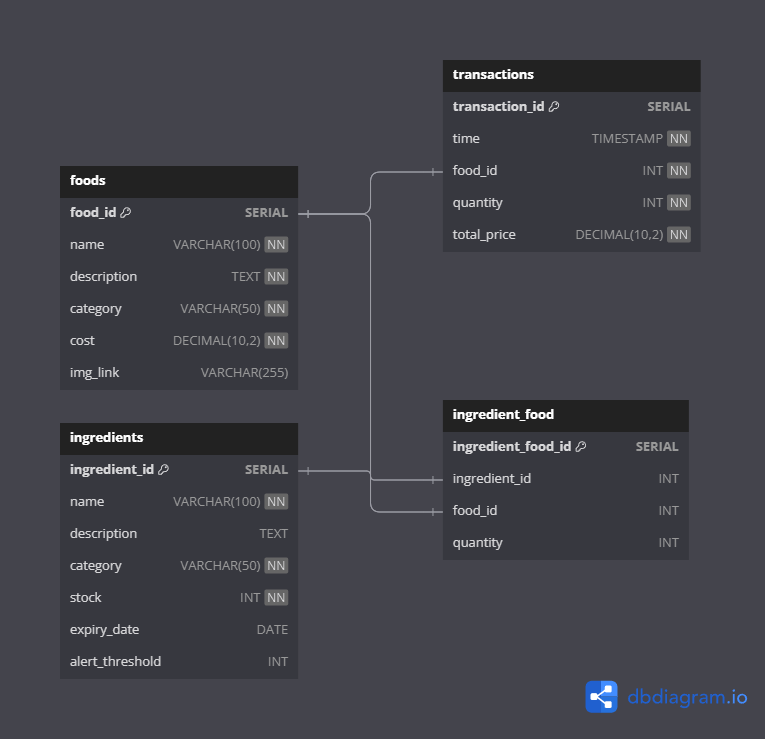 transactions
transaction_id SERIAL
time TIMESTAMP NN
food_id INT NN
quantity INT NN
total_price DECIMAL(10,2) NN
foods
food_id SERIAL
name VARCHAR(100) NN
description TEXT NN
category VARCHAR(50) NN
cost DECIMAL(10,2) NN
img_link VARCHAR(255)
ingredient_food
ingredient_food_id SERIAL
ingredient_id INT
food_id INT
quantity INT
ingredients
ingredient_id SERIAL
name VARCHAR(100) NN
description TEXT
category VARCHAR(50) NN
stock INT NN
expiry_date DATE
alert_threshold INT
dbdiagram.io